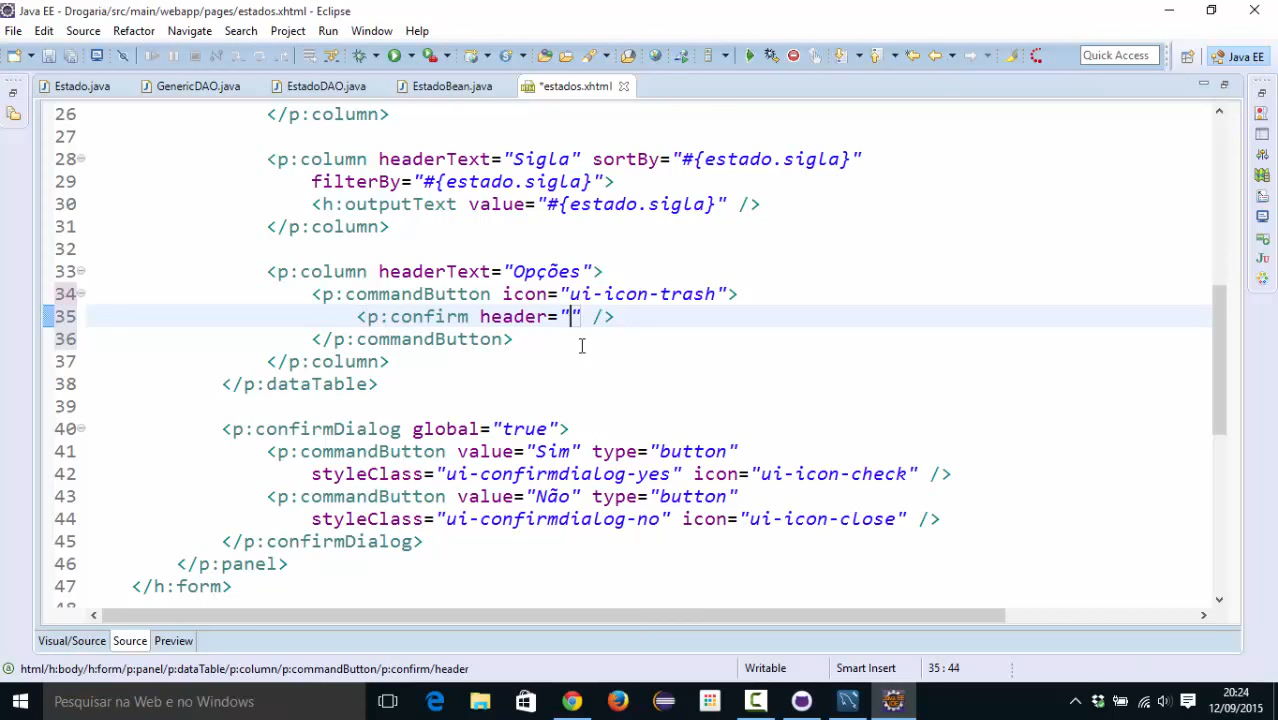 Java EE - Drogaria/src/main/webapp/pages/estados.xhtml - Eclipse
File Edit Source Refactor Navigate Search Project Run Window Help
Quick Access Java EE
Estado.java GenericDAO.java EstadoDAO.java EstadoBean.java *estados.xhtml
26 </p:column>
27
28 <p:column headerText="Sigla" sortBy="#{estado.sigla}"
29 filterBy="#{estado.sigla}">
30 <h:outputText value="#{estado.sigla}" />
31 </p:column>
32
33 <p:column headerText="Opções">
34 <p:commandButton icon="ui-icon-trash">
35 <p:confirm header="" />
36 </p:commandButton>
37 </p:column>
38 </p:dataTable>
39
40 <p:confirmDialog global="true">
41 <p:commandButton value="Sim" type="button"
42 styleClass="ui-confirmdialog-yes" icon="ui-icon-check" />
43 <p:commandButton value="Não" type="button"
44 styleClass="ui-confirmdialog-no" icon="ui-icon-close" />
45 </p:confirmDialog>
46 </p:panel>
47 </h:form>
48
Visual/Source Source Preview
html/h:body/h:form/p:panel/p:dataTable/p:column/p:commandButton/p:confirm/header Writable Smart Insert 35 : 44
Pesquisar na Web e no Windows 20:24
12/09/2015